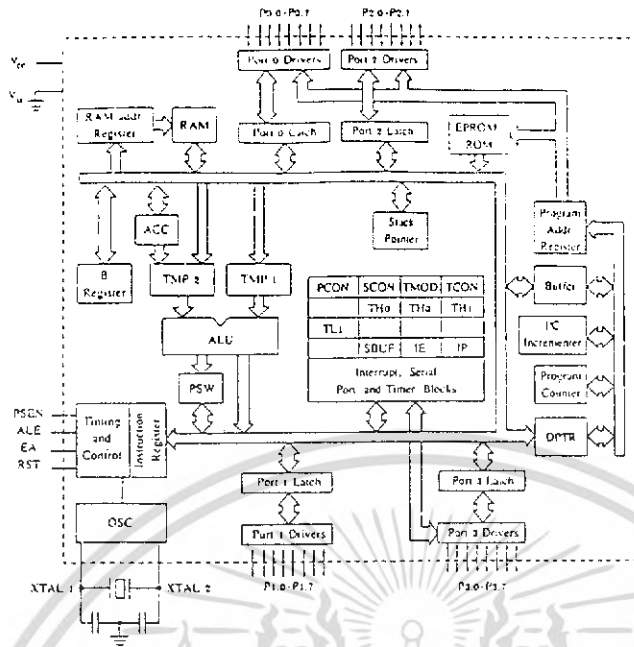 P0.0-P0.7
P2.0-P2.7
Vcc
Vss
Port 0 Drivers
Port 2 Drivers
RAM addr
Register
RAM
Port 0 Latch
Port 2 Latch
EPROM
ROM
ACC
Stack
Pointer
Program
Addr
Register
B
Register
TMP 2
TMP 1
PCON SCON TMOD TCON
TH0
TL1
SBUF IE IP
Interrupt, Serial
Port and Timer Blocks
Buffer
PC
Incrementer
Program
Counter
DPTR
ALU
PSW
PSEN
ALE
EA
RST
Timing
and
Control
Instruction
Register
Port 1 Latch
Port 3 Latch
OSC
Port 1 Drivers
Port 3 Drivers
XTAL 1
XTAL 2
P1.0-P1.7
P3.0-P3.7